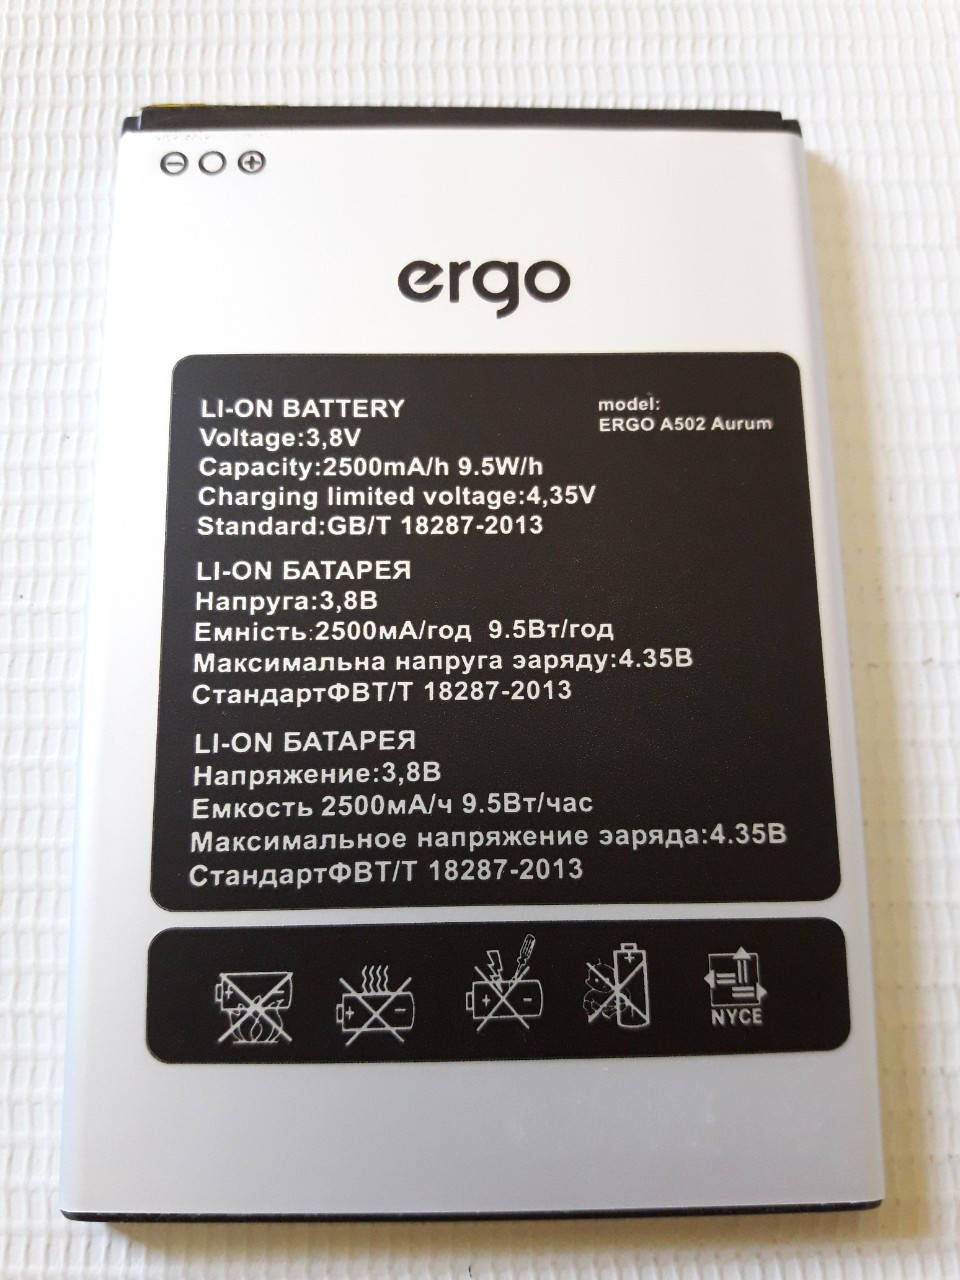 ergo
LI-ON BATTERY
Voltage:3,8V
Capacity:2500mA/h 9.5W/h
Charging limited voltage:4,35V
Standard:GB/T 18287-2013
model:
ERGO A502 Aurum
LI-ON БАТАРЕЯ
Напруга:3,8В
Емність:2500мА/год 9.5Вт/год
Максимальна напруга эаряду:4.35В
СтандартФВТ/Т 18287-2013
LI-ON БАТАРЕЯ
Напряжение:3,8В
Емкость 2500мА/ч 9.5Вт/час
Максимальное напряжение эаряда:4.35В
СтандартФВТ/Т 18287-2013
NYCE